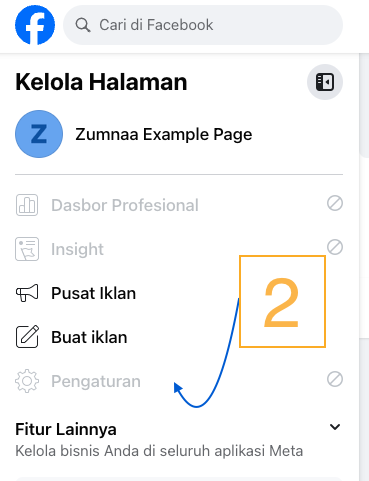 Cari di Facebook
Kelola Halaman
Z
Zumnaa Example Page
Dasbor Profesional
Insight
Pusat Iklan
2
Buat iklan
Pengaturan
Fitur Lainnya
Kelola bisnis Anda di seluruh aplikasi Meta